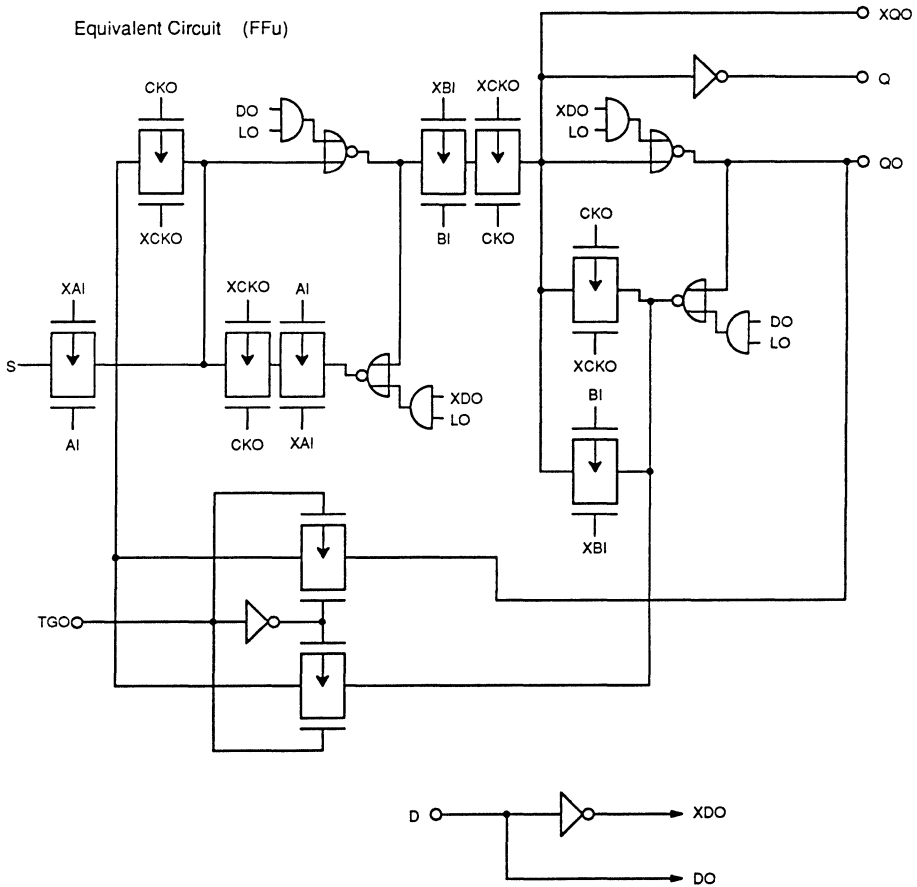 Equivalent Circuit (FFu)
XQO
Q
CKO
DO
LO
XBI
XCKO
XDO
LO
QO
XCKO
BI
CKO
CKO
XAI
XCKO
AI
DO
LO
S
XCKO
XDO
LO
BI
AI
CKO
XAI
XBI
TGO
D
XDO
DO